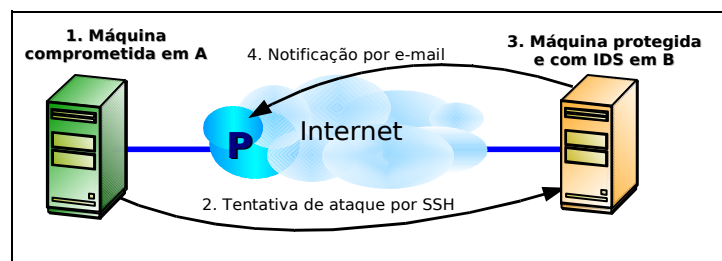 1. Máquina
comprometida em A
4. Notificação por e-mail
3. Máquina protegida
e com IDS em B
P
Internet
2. Tentativa de ataque por SSH